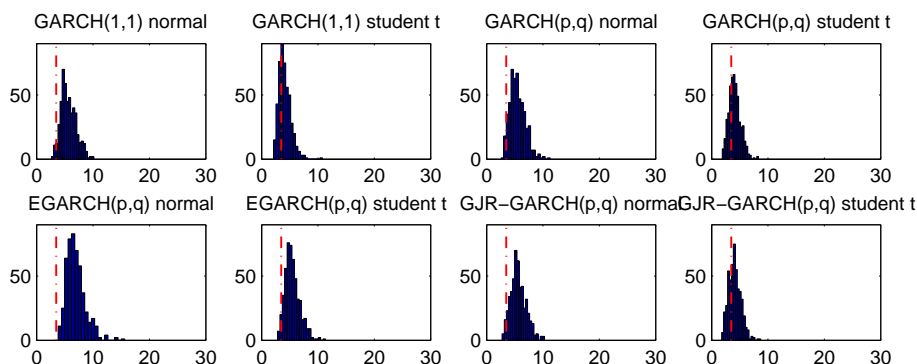 GARCH(1,1) normal
GARCH(1,1) student t
GARCH(p,q) normal
GARCH(p,q) student t
50
0
0 10 20 30
50
0
0 10 20 30
50
0
0 10 20 30
50
0
0 10 20 30
EGARCH(p,q) normal
EGARCH(p,q) student t
GJR−GARCH(p,q) normal
GJR−GARCH(p,q) student t
50
0
0 10 20 30
50
0
0 10 20 30
50
0
0 10 20 30
50
0
0 10 20 30